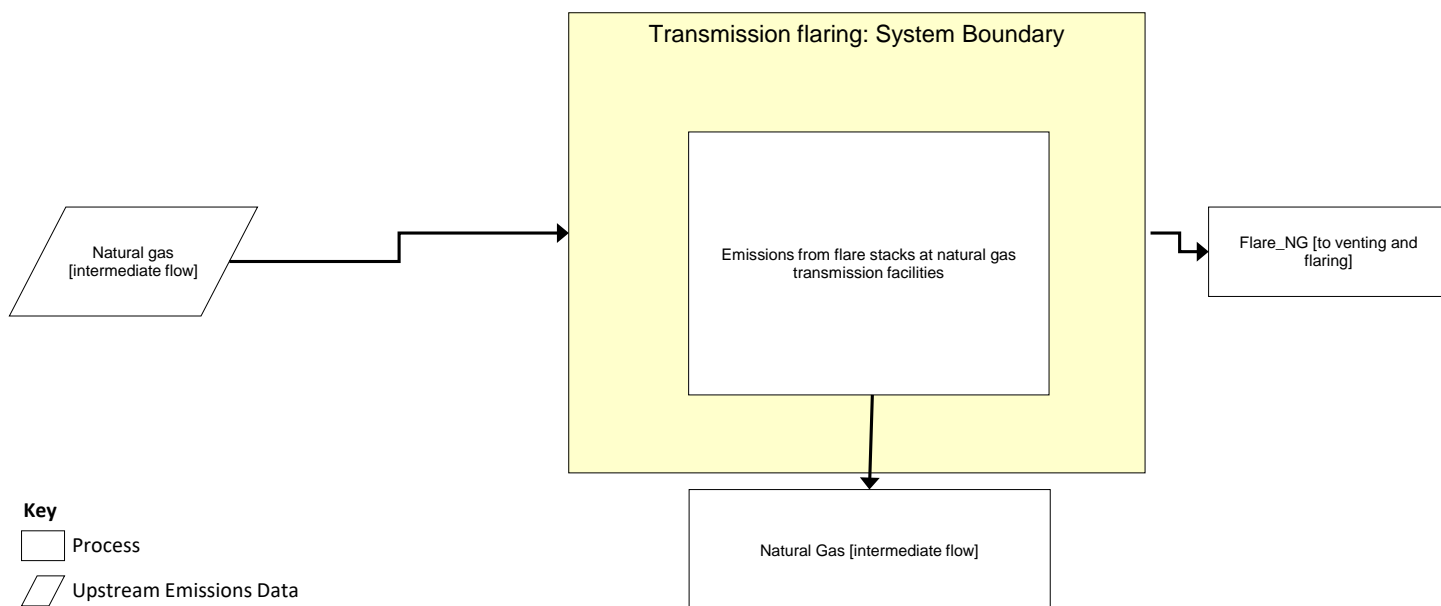 Transmission flaring: System Boundary
Natural gas
[intermediate flow]
Emissions from flare stacks at natural gas
transmission facilities
Flare_NG [to venting and
flaring]
Natural Gas [intermediate flow]
Key
Process
Upstream Emissions Data